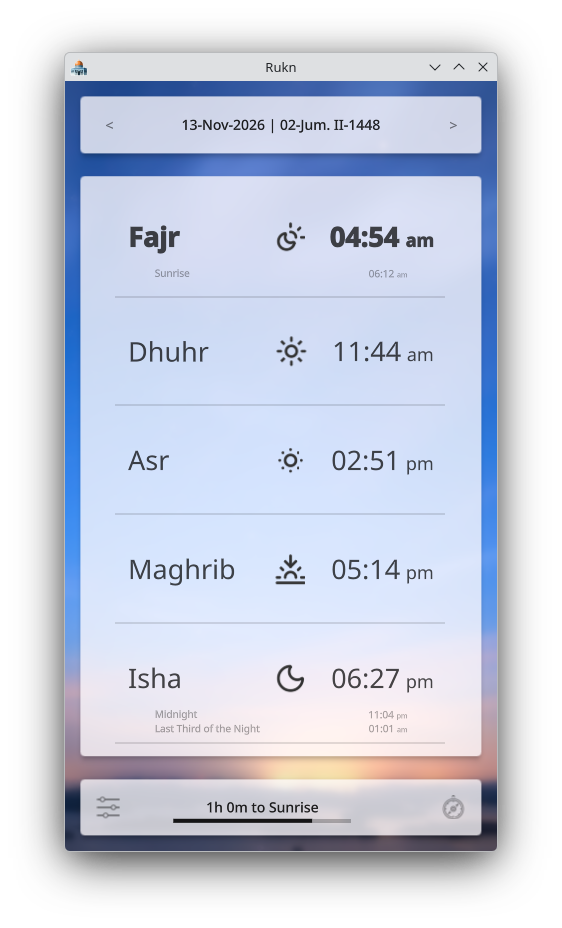 Rukn
< 13-Nov-2026 | 02-Jum. II-1448 >
Fajr 04:54 am
Sunrise 06:12 am
Dhuhr 11:44 am
Asr 02:51 pm
Maghrib 05:14 pm
Isha 06:27 pm
Midnight 11:04 pm
Last Third of the Night 01:01 am
1h 0m to Sunrise